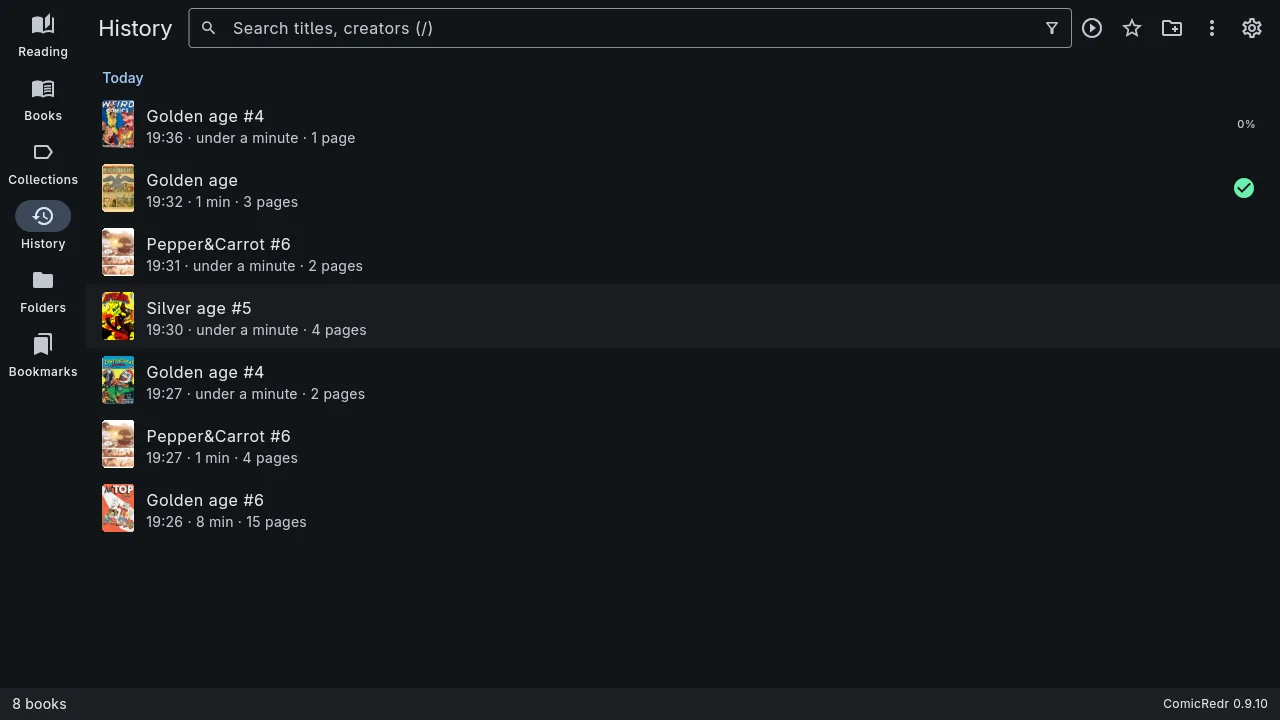 History
Search titles, creators (/)
Reading
Books
Collections
History
Folders
Bookmarks
Today
Golden age #4
19:36 · under a minute · 1 page
0%
Golden age
19:32 · 1 min · 3 pages
Pepper&Carrot #6
19:31 · under a minute · 2 pages
Silver age #5
19:30 · under a minute · 4 pages
Golden age #4
19:27 · under a minute · 2 pages
Pepper&Carrot #6
19:27 · 1 min · 4 pages
Golden age #6
19:26 · 8 min · 15 pages
WEIRD
COMICS
TOP
8 books
ComicRedr 0.9.10